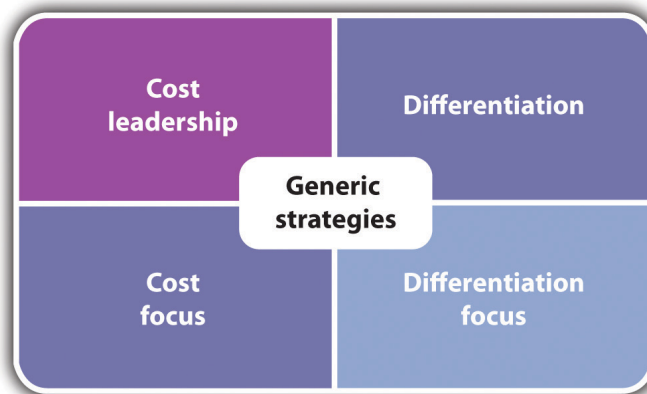 Cost
leadership
Differentiation
Generic
strategies
Cost
focus
Differentiation
focus